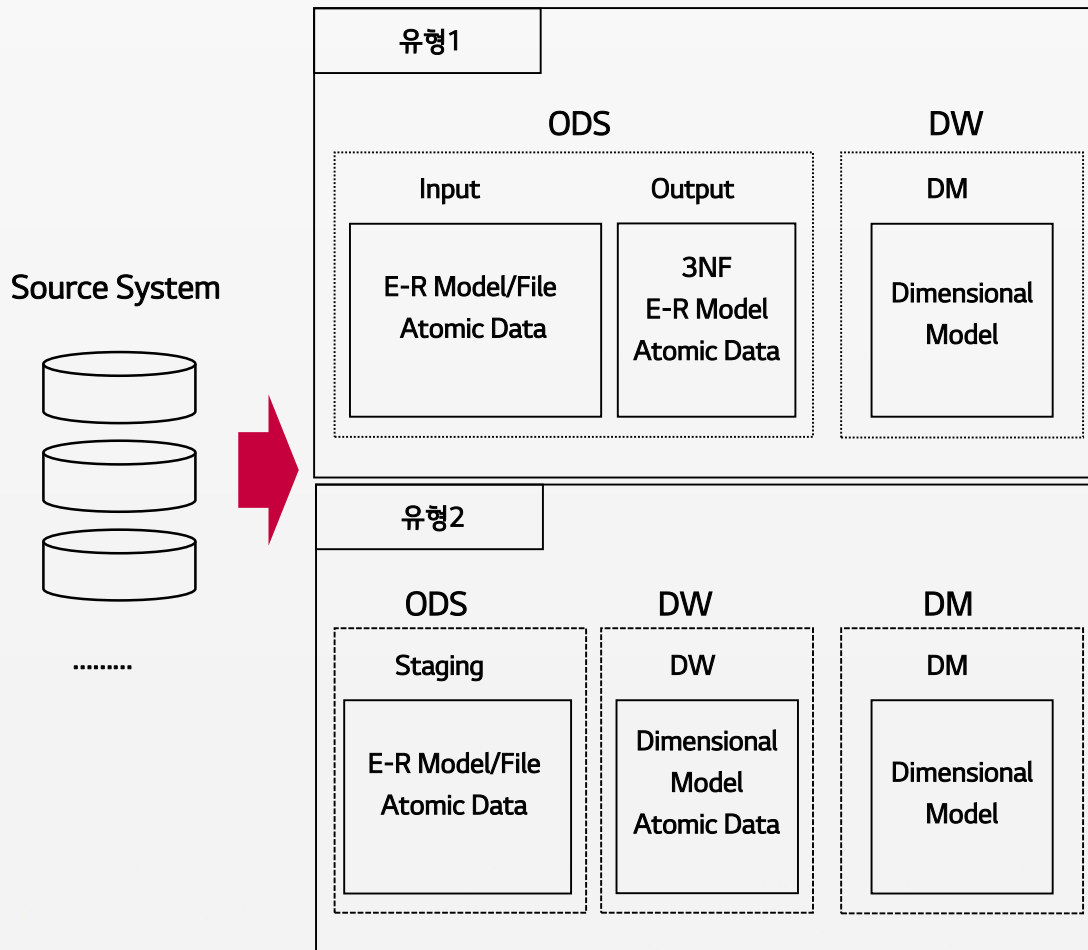 유형1
ODS
DW
Input
Output
DM
E-R Model/File
Atomic Data
3NF
E-R Model
Atomic Data
Dimensional
Model
Source System
.........
유형2
ODS
DW
DM
Staging
DW
DM
E-R Model/File
Atomic Data
Dimensional
Model
Atomic Data
Dimensional
Model